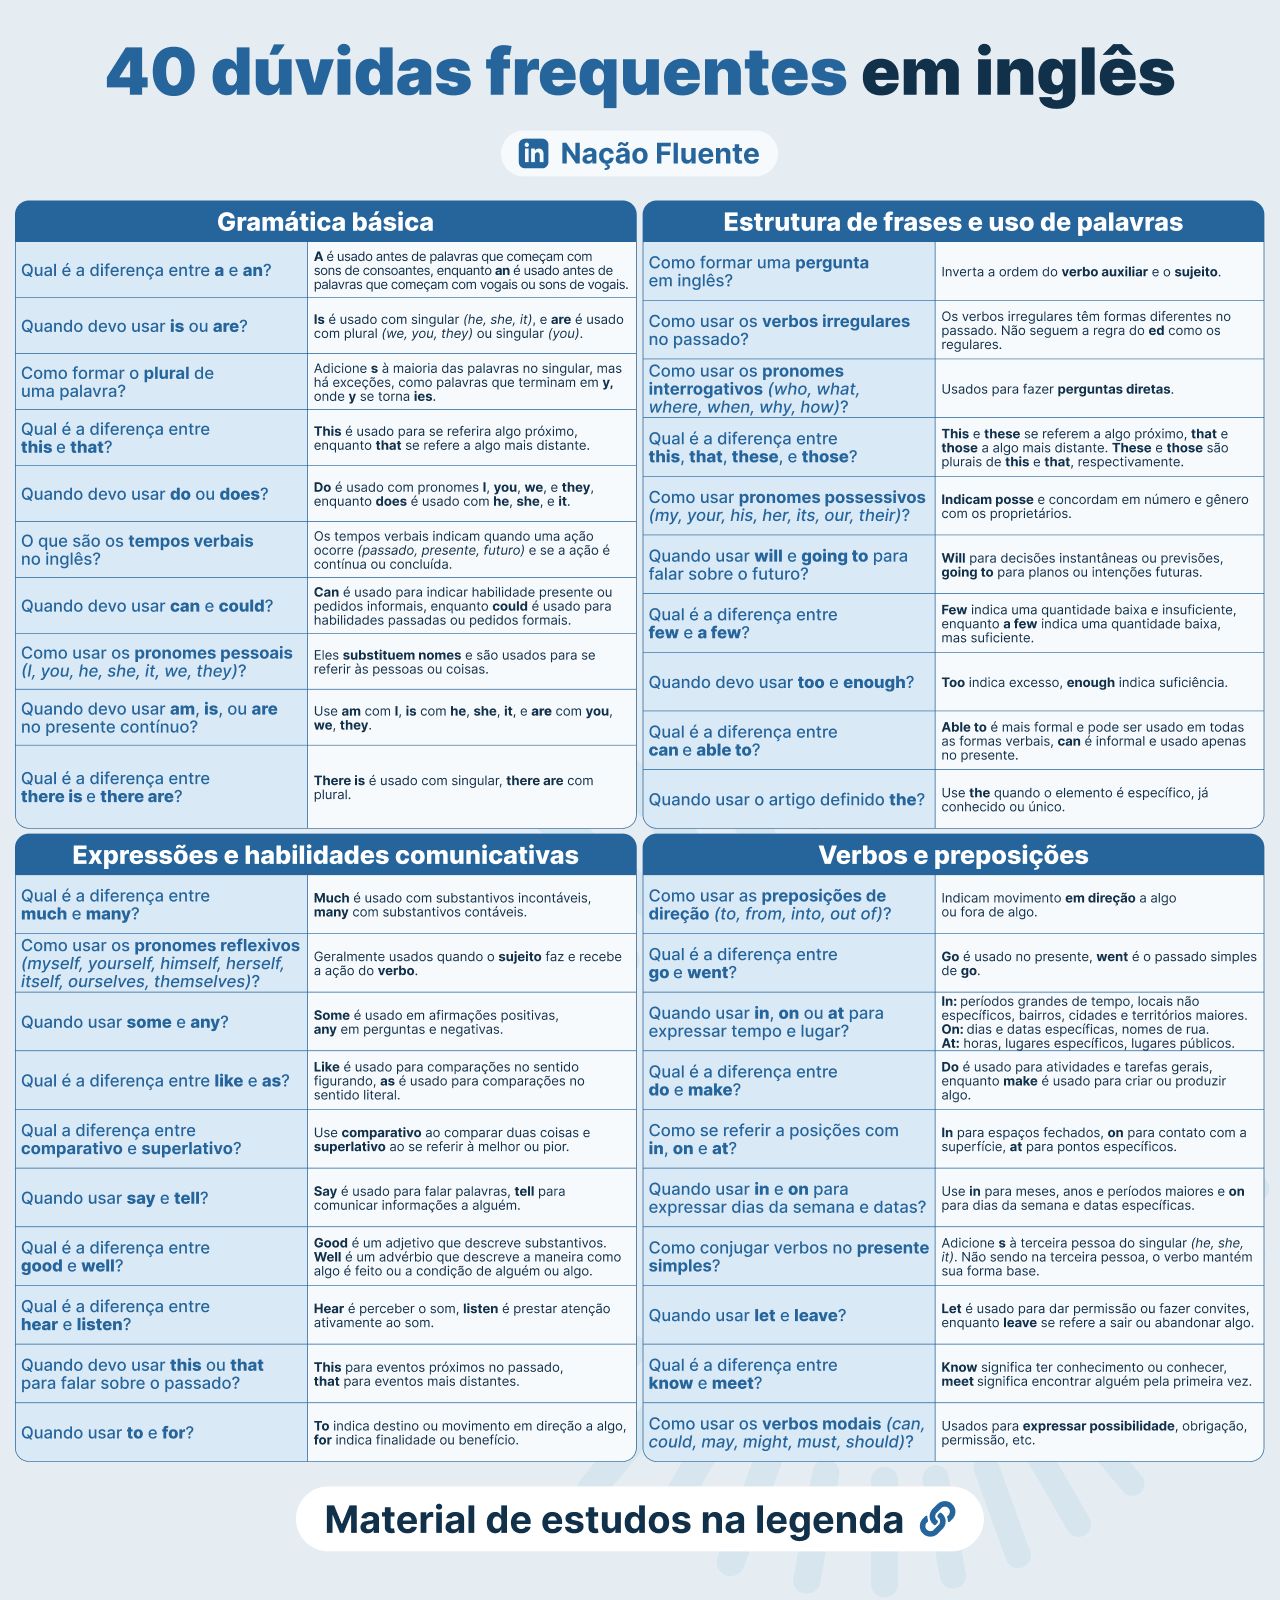 40 dúvidas frequentes em inglês
in Nação Fluente
Gramática básica
Qual é a diferença entre a e an?
A é usado antes de palavras que começam com
sons de consoantes, enquanto an é usado antes de
palavras que começam com vogais ou sons de vogais.
Quando devo usar is ou are?
Is é usado com singular (he, she, it), e are é usado
com plural (we, you, they) ou singular (you).
Como formar o plural de
uma palavra?
Adicione s à maioria das palavras no singular, mas
há exceções, como palavras que terminam em y,
onde y se torna ies.
Qual é a diferença entre
this e that?
This é usado para se referira algo próximo,
enquanto that se refere a algo mais distante.
Quando devo usar do ou does?
Do é usado com pronomes I, you, we, e they,
enquanto does é usado com he, she, e it.
O que são os tempos verbais
no inglês?
Os tempos verbais indicam quando uma ação
ocorre (passado, presente, futuro) e se a ação é
contínua ou concluída.
Quando devo usar can e could?
Can é usado para indicar habilidade presente ou
pedidos informais, enquanto could é usado para
habilidades passadas ou pedidos formais.
Como usar os pronomes pessoais
(I, you, he, she, it, we, they)?
Eles substituem nomes e são usados para se
referir às pessoas ou coisas.
Quando devo usar am, is, ou are
no presente contínuo?
Use am com I, is com he, she, it, e are com you,
we, they.
Qual é a diferença entre
there is e there are?
There is é usado com singular, there are com
plural.
Estrutura de frases e uso de palavras
Como formar uma pergunta
em inglês?
Inverta a ordem do verbo auxiliar e o sujeito.
Como usar os verbos irregulares
no passado?
Os verbos irregulares têm formas diferentes no
passado. Não seguem a regra do ed como os
regulares.
Como usar os pronomes
interrogativos (who, what,
where, when, why, how)?
Usados para fazer perguntas diretas.
Qual é a diferença entre
this, that, these, e those?
This e these se referem a algo próximo, that e
those a algo mais distante. These e those são
plurais de this e that, respectivamente.
Como usar pronomes possessivos
(my, your, his, her, its, our, their)?
Indicam posse e concordam em número e gênero
com os proprietários.
Quando usar will e going to para
falar sobre o futuro?
Will para decisões instantâneas ou previsões,
going to para planos ou intenções futuras.
Qual é a diferença entre
few e a few?
Few indica uma quantidade baixa e insuficiente,
enquanto a few indica uma quantidade baixa,
mas suficiente.
Quando devo usar too e enough?
Too indica excesso, enough indica suficiência.
Qual é a diferença entre
can e able to?
Able to é mais formal e pode ser usado em todas
as formas verbais, can é informal e usado apenas
no presente.
Quando usar o artigo definido the?
Use the quando o elemento é específico, já
conhecido ou único.
Expressões e habilidades comunicativas
Qual é a diferença entre
much e many?
Much é usado com substantivos incontáveis,
many com substantivos contáveis.
Como usar os pronomes reflexivos
(myself, yourself, himself, herself,
itself, ourselves, themselves)?
Geralmente usados quando o sujeito faz e recebe
a ação do verbo.
Quando usar some e any?
Some é usado em afirmações positivas,
any em perguntas e negativas.
Qual é a diferença entre like e as?
Like é usado para comparações no sentido
figurando, as é usado para comparações no
sentido literal.
Qual a diferença entre
comparativo e superlativo?
Use comparativo ao comparar duas coisas e
superlativo ao se referir à melhor ou pior.
Quando usar say e tell?
Say é usado para falar palavras, tell para
comunicar informações a alguém.
Qual é a diferença entre
good e well?
Good é um adjetivo que descreve substantivos.
Well é um advérbio que descreve a maneira como
algo é feito ou a condição de alguém ou algo.
Qual é a diferença entre
hear e listen?
Hear é perceber o som, listen é prestar atenção
ativamente ao som.
Quando devo usar this ou that
para falar sobre o passado?
This para eventos próximos no passado,
that para eventos mais distantes.
Quando usar to e for?
To indica destino ou movimento em direção a algo,
for indica finalidade ou benefício.
Verbos e preposições
Como usar as preposições de
direção (to, from, into, out of)?
Indicam movimento em direção a algo
ou fora de algo.
Qual é a diferença entre
go e went?
Go é usado no presente, went é o passado simples
de go.
Quando usar in, on ou at para
expressar tempo e lugar?
In: períodos grandes de tempo, locais não
específicos, bairros, cidades e territórios maiores.
On: dias e datas específicas, nomes de rua.
At: horas, lugares específicos, lugares públicos.
Qual é a diferença entre
do e make?
Do é usado para atividades e tarefas gerais,
enquanto make é usado para criar ou produzir
algo.
Como se referir a posições com
in, on e at?
In para espaços fechados, on para contato com a
superfície, at para pontos específicos.
Quando usar in e on para
expressar dias da semana e datas?
Use in para meses, anos e períodos maiores e on
para dias da semana e datas específicas.
Como conjugar verbos no presente
simples?
Adicione s à terceira pessoa do singular (he, she,
it). Não sendo na terceira pessoa, o verbo mantém
sua forma base.
Quando usar let e leave?
Let é usado para dar permissão ou fazer convites,
enquanto leave se refere a sair ou abandonar algo.
Qual é a diferença entre
know e meet?
Know significa ter conhecimento ou conhecer,
meet significa encontrar alguém pela primeira vez.
Como usar os verbos modais (can,
could, may, might, must, should)?
Usados para expressar possibilidade, obrigação,
permissão, etc.
Material de estudos na legenda